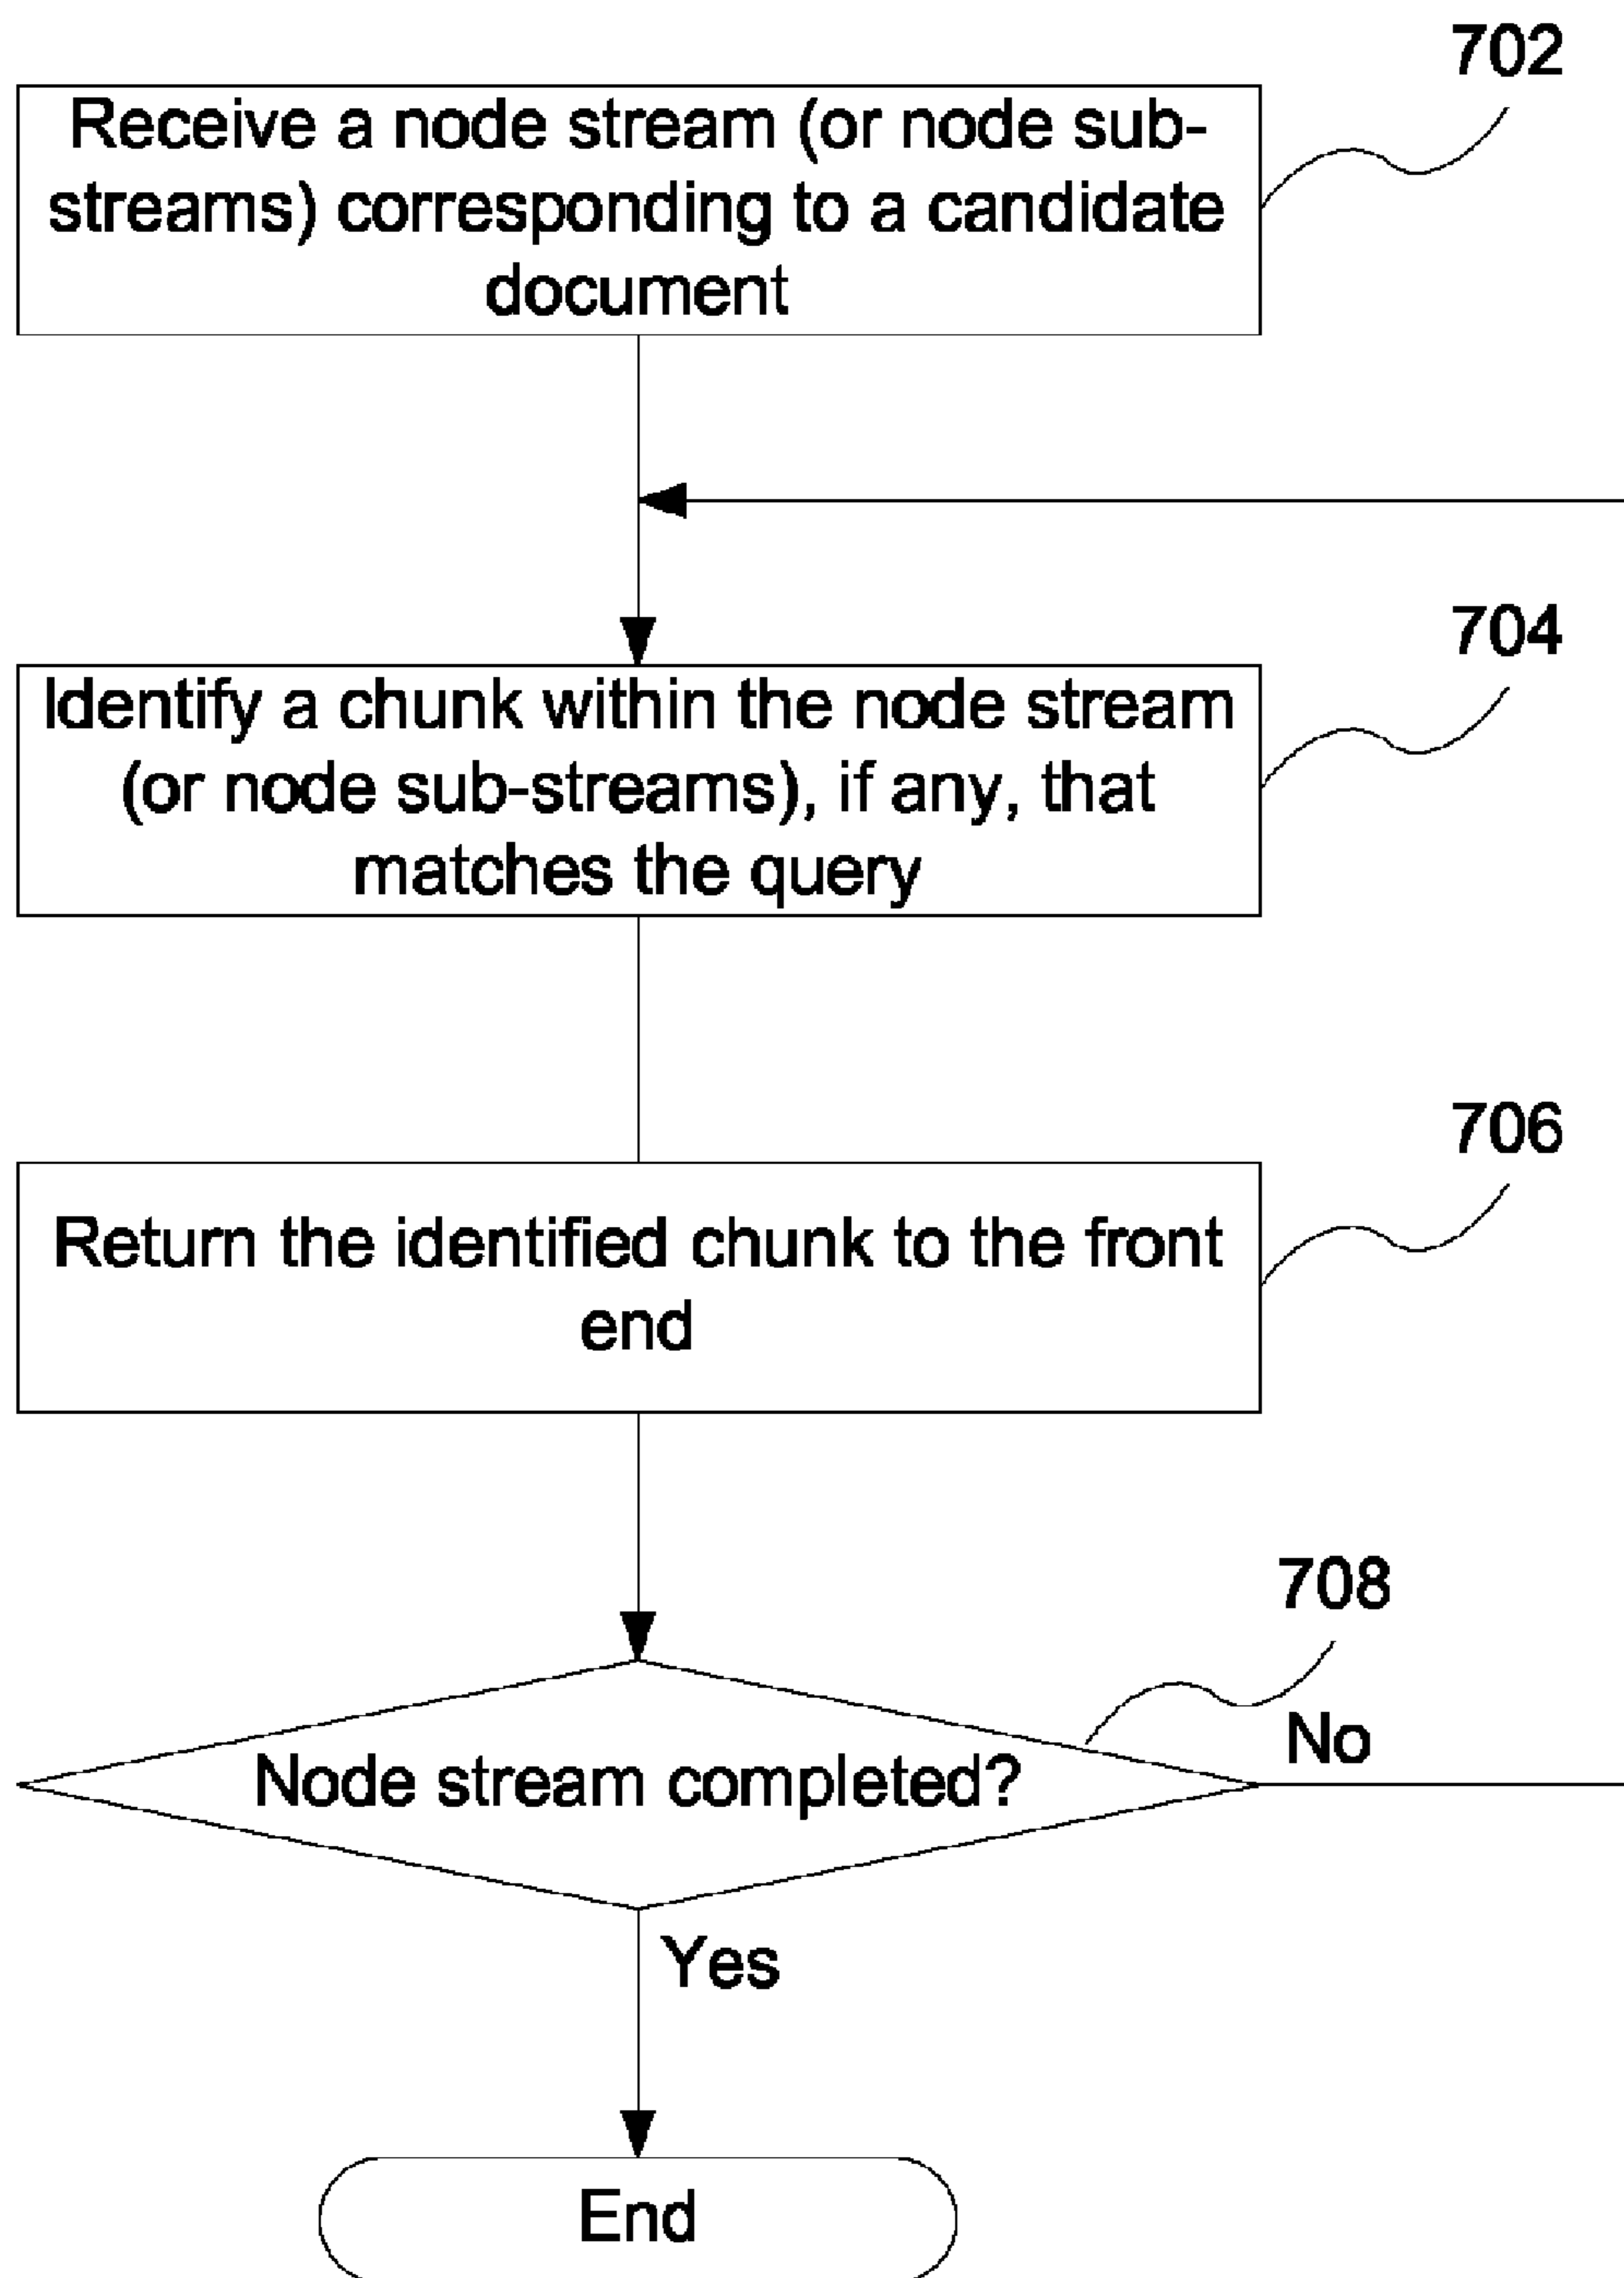 702
Receive a node stream (or node sub-
streams) corresponding to a candidate
document
704
Identify a chunk within the node stream
(or node sub-streams), if any, that
matches the query
706
Return the identified chunk to the front
end
708
Node stream completed?
No
Yes
End